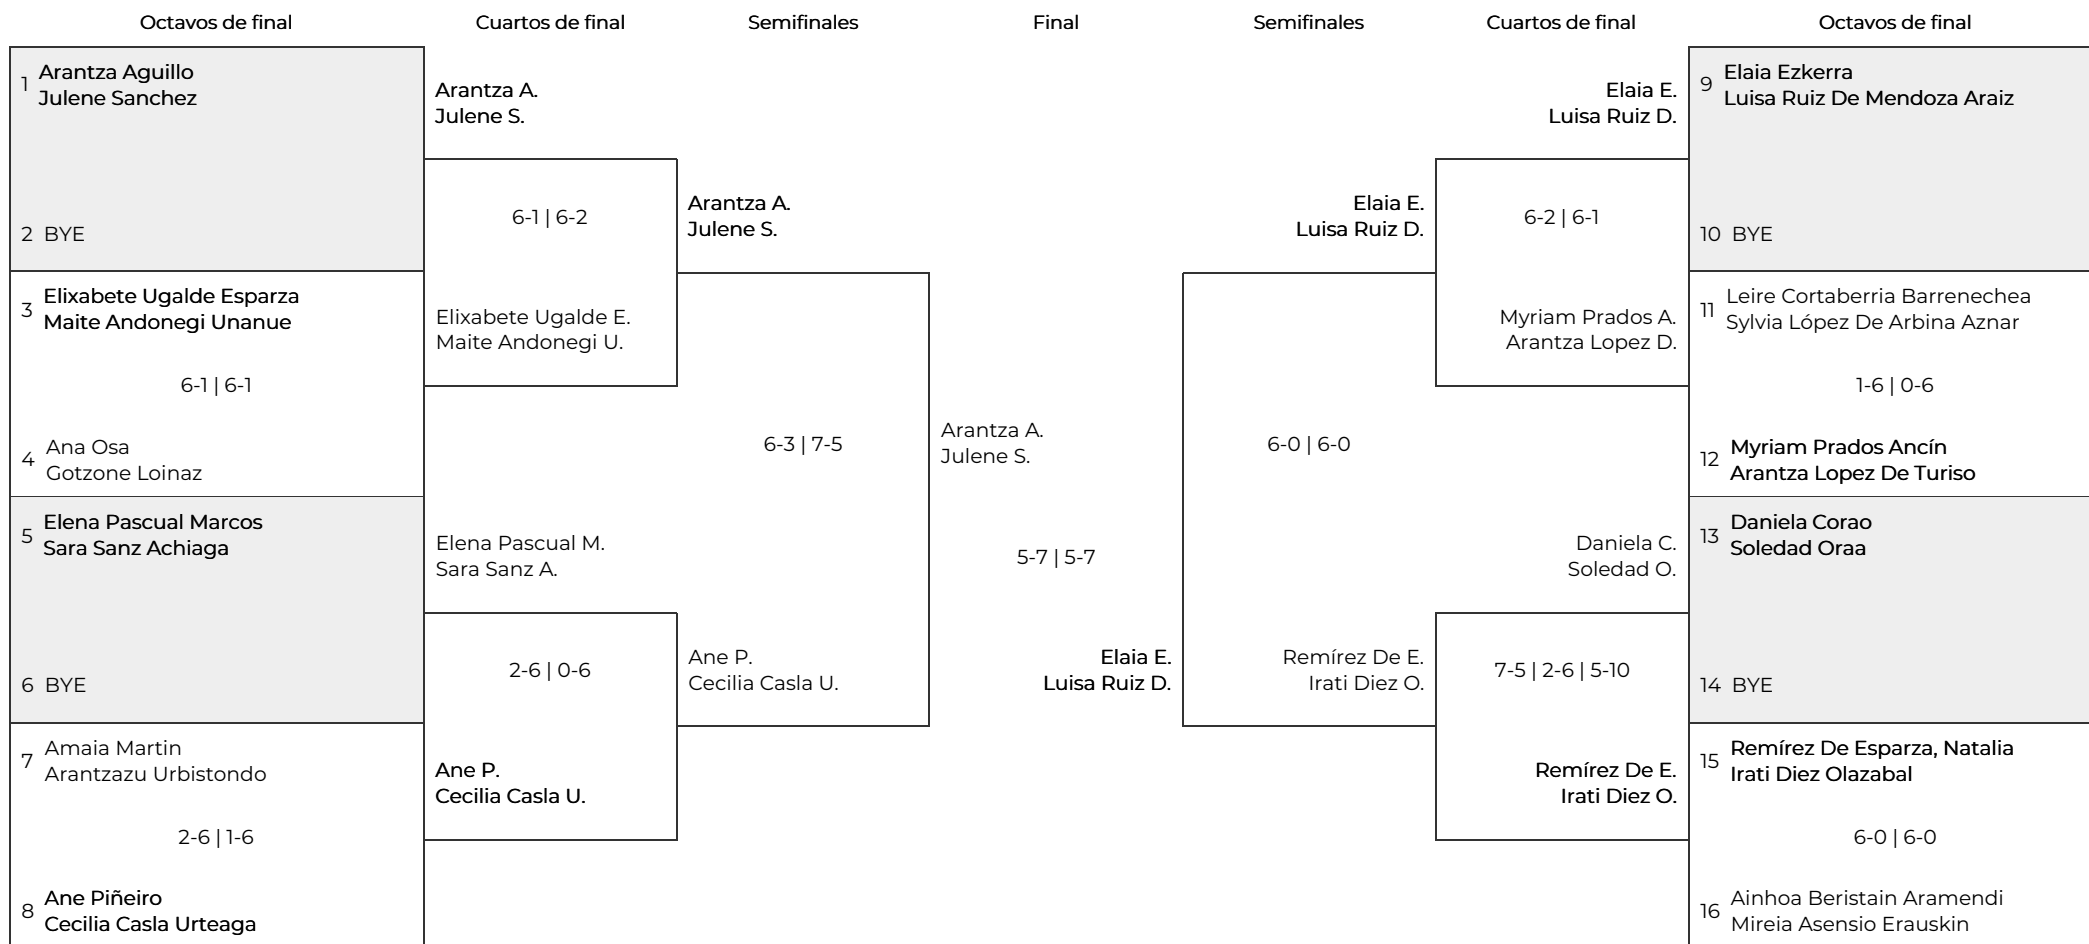 Octavos de final
Cuartos de final
Semifinales
Final
Semifinales
Cuartos de final
Octavos de final
1 Arantza Aguillo
Julene Sanchez
2 BYE
3 Elixabete Ugalde Esparza
Maite Andonegi Unanue
6-1 | 6-1
4 Ana Osa
Gotzone Loinaz
5 Elena Pascual Marcos
Sara Sanz Achiaga
6 BYE
7 Amaia Martin
Arantzazu Urbistondo
2-6 | 1-6
8 Ane Piñeiro
Cecilia Casla Urteaga
Arantza A.
Julene S.
6-1 | 6-2
Elixabete Ugalde E.
Maite Andonegi U.
Elena Pascual M.
Sara Sanz A.
2-6 | 0-6
Ane P.
Cecilia Casla U.
Arantza A.
Julene S.
6-3 | 7-5
Ane P.
Cecilia Casla U.
Arantza A.
Julene S.
5-7 | 5-7
Elaia E.
Luisa Ruiz D.
Elaia E.
Luisa Ruiz D.
6-0 | 6-0
Remírez De E.
Irati Diez O.
Elaia E.
Luisa Ruiz D.
6-2 | 6-1
Myriam Prados A.
Arantza Lopez D.
Daniela C.
Soledad O.
7-5 | 2-6 | 5-10
Remírez De E.
Irati Diez O.
9 Elaia Ezkerra
Luisa Ruiz De Mendoza Araiz
10 BYE
11 Leire Cortaberria Barrenechea
Sylvia López De Arbina Aznar
1-6 | 0-6
12 Myriam Prados Ancín
Arantza Lopez De Turiso
13 Daniela Corao
Soledad Oraa
14 BYE
15 Remírez De Esparza, Natalia
Irati Diez Olazabal
6-0 | 6-0
16 Ainhoa Beristain Aramendi
Mireia Asensio Erauskin